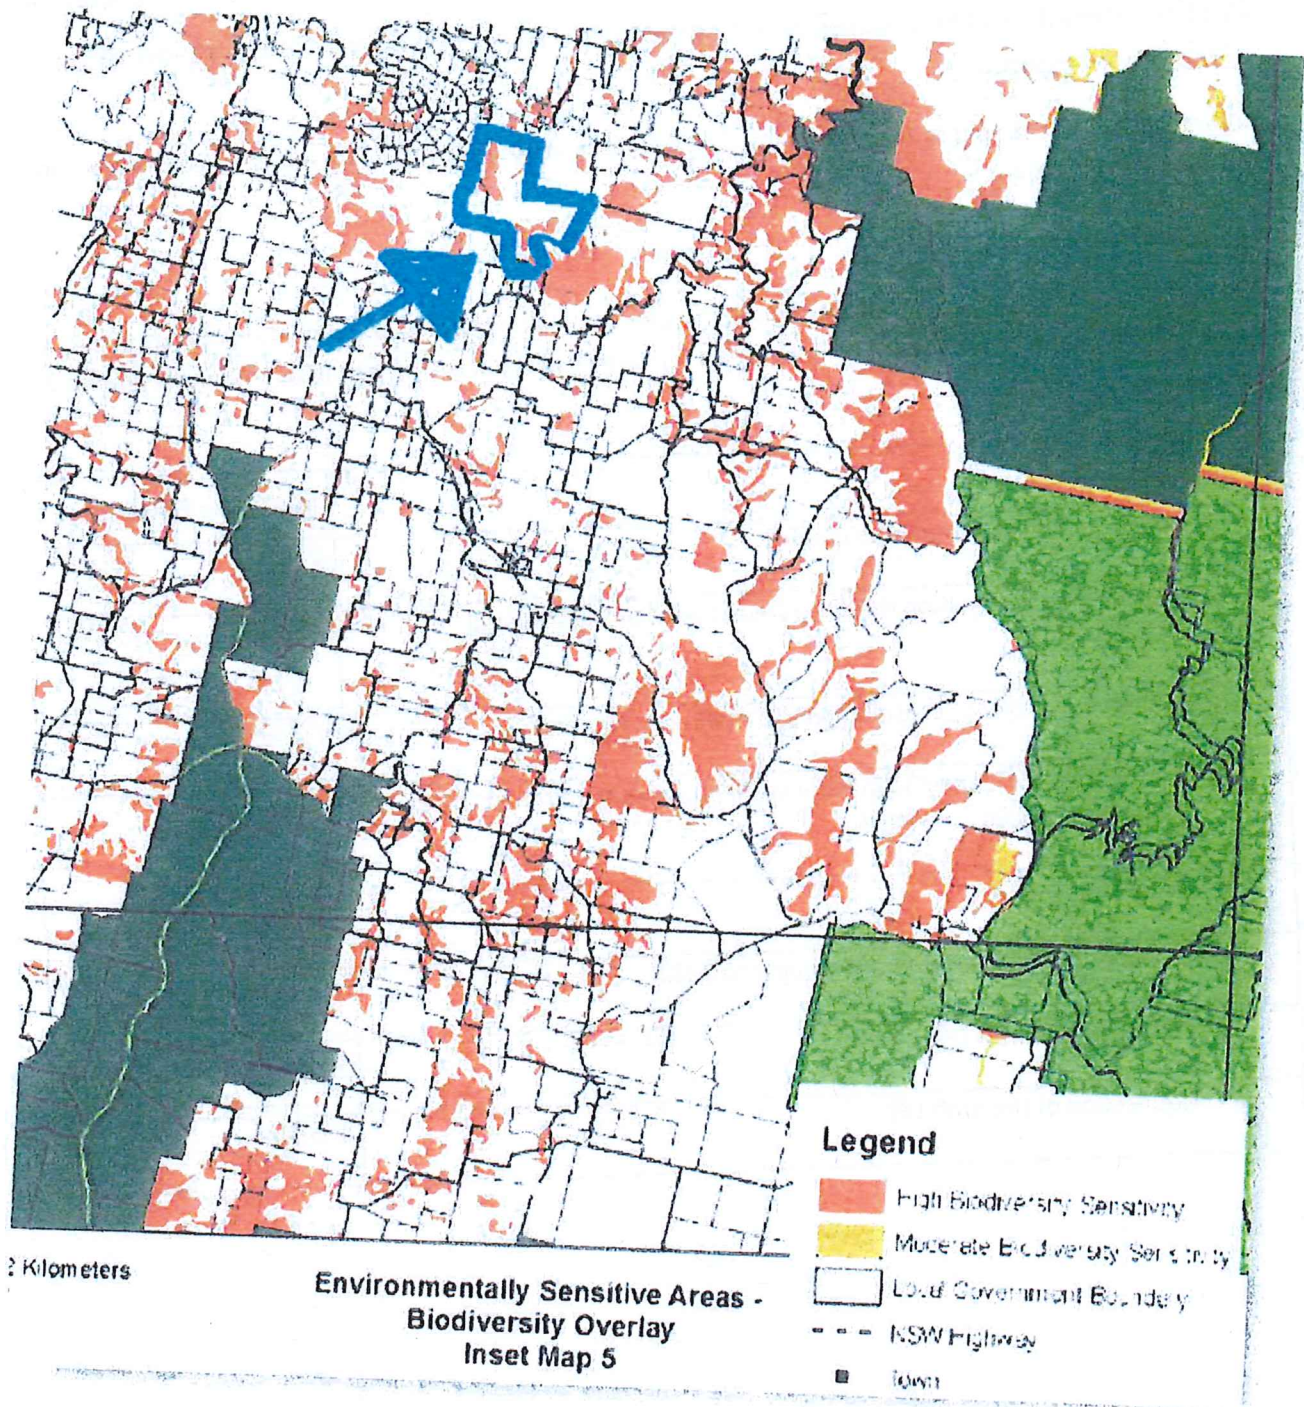 2 Kilometers
Environmentally Sensitive Areas -
Biodiversity Overlay
Inset Map 5
Legend
High Biodiversity Sensitivity
Moderate Biodiversity Sensitivity
Local Government Boundary
NSW Highway
Town